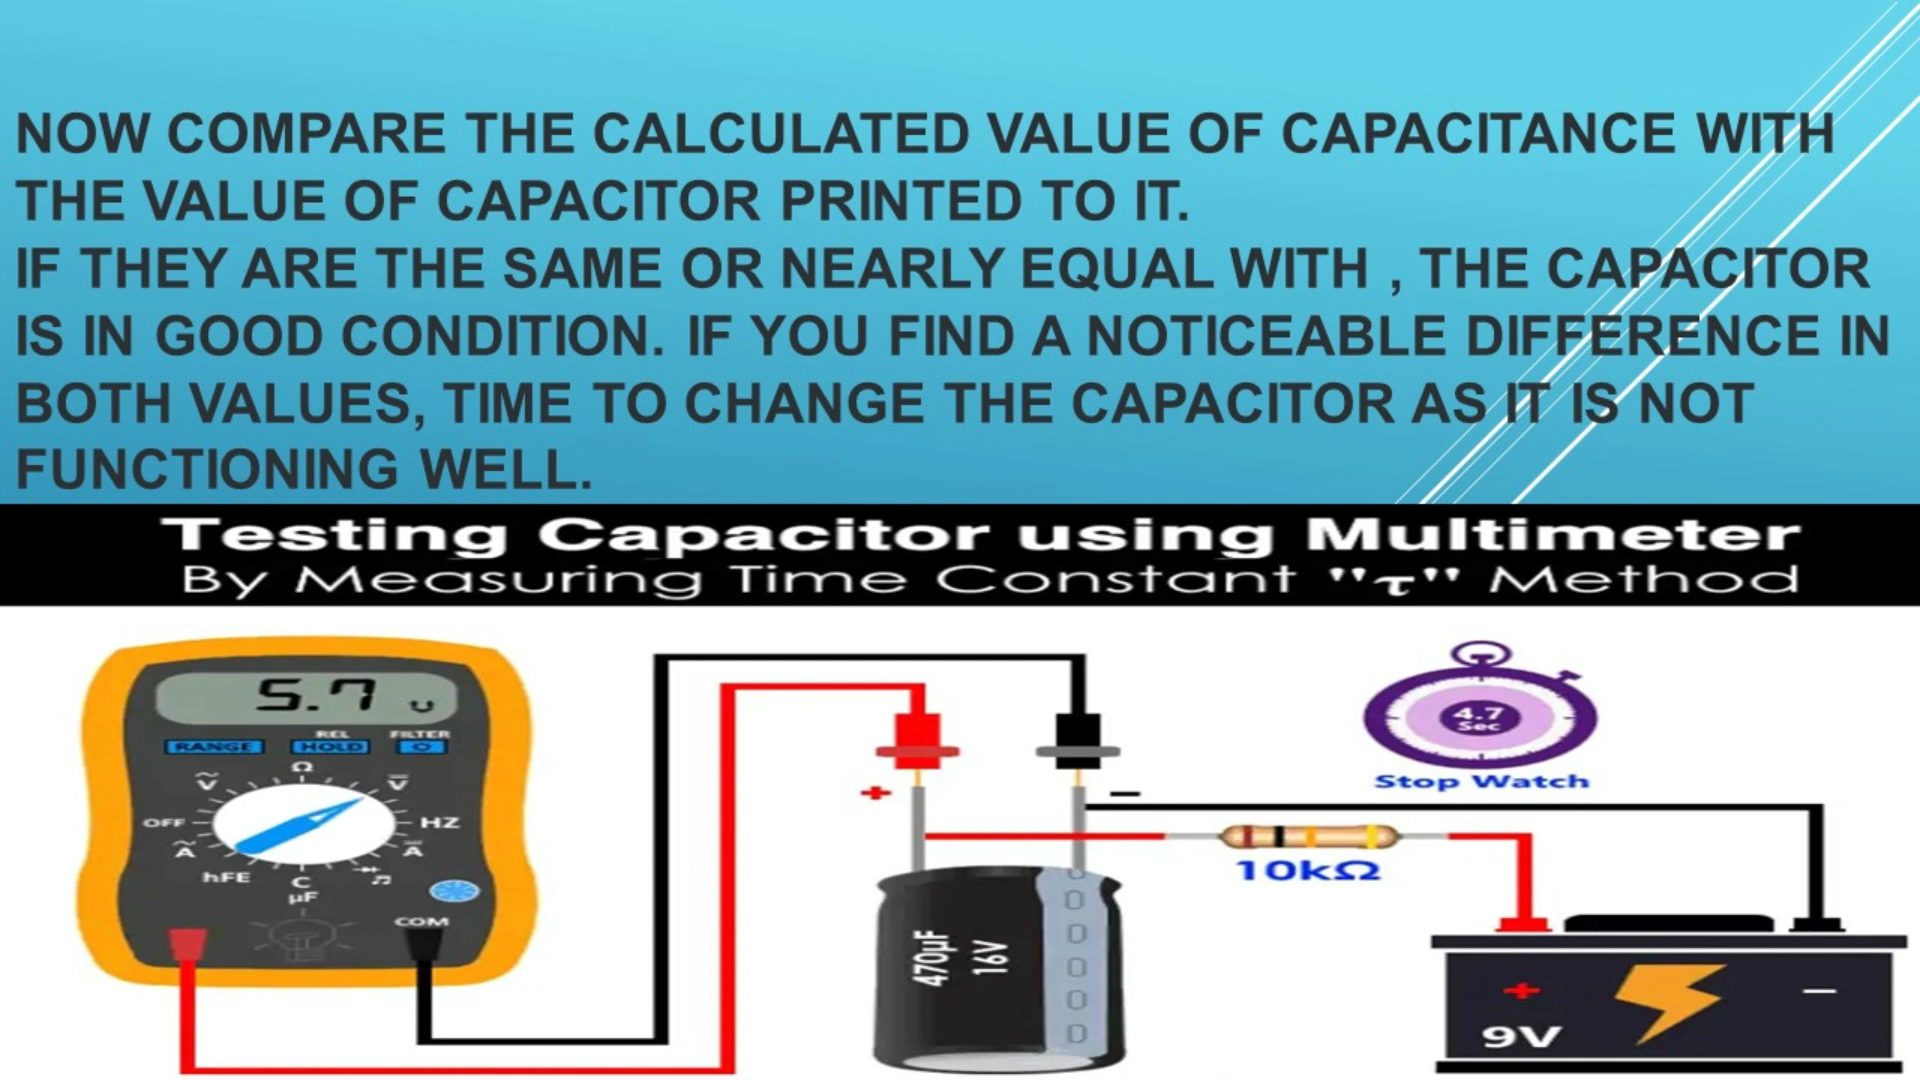 NOW COMPARE THE CALCULATED VALUE OF CAPACITANCE WITH
THE VALUE OF CAPACITOR PRINTED TO IT.
IF THEY ARE THE SAME OR NEARLY EQUAL WITH , THE CAPACITOR
IS IN GOOD CONDITION. IF YOU FIND A NOTICEABLE DIFFERENCE IN
BOTH VALUES, TIME TO CHANGE THE CAPACITOR AS IT IS NOT
FUNCTIONING WELL.
Testing Capacitor using Multimeter
By Measuring Time Constant "τ" Method
5.7 v
REL FILTER
RANGE HOLD
Ω
V V
OFF HZ
A A
hFE C
µF
COM
+ −
4.7
Sec
Stop Watch
10kΩ
470µF
16V
+ −
9V